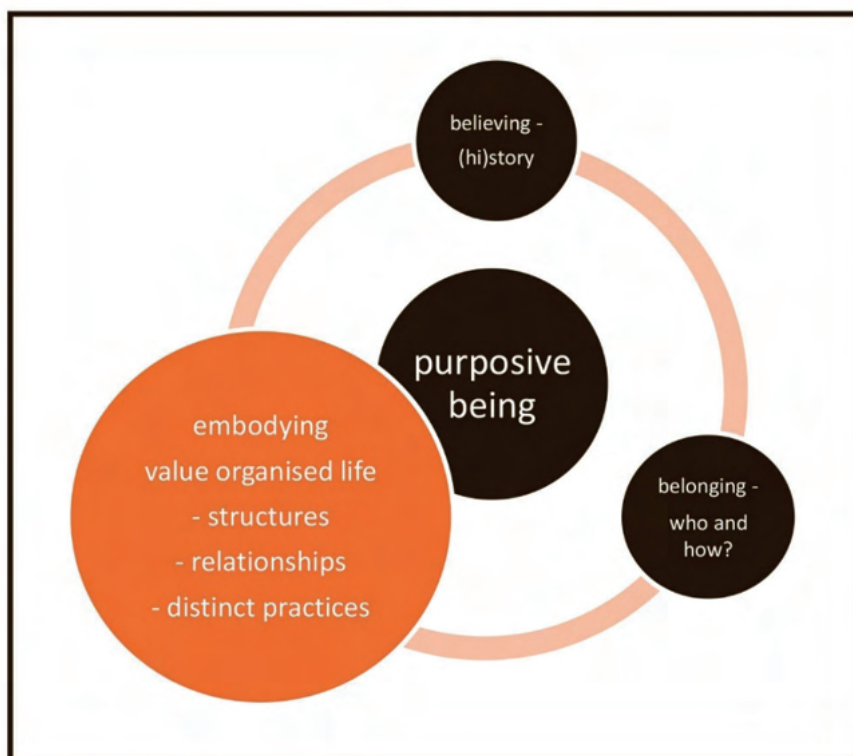 believing -
(hi)story
purposive
being
embodying
value organised life
- structures
- relationships
- distinct practices
belonging -
who and
how?